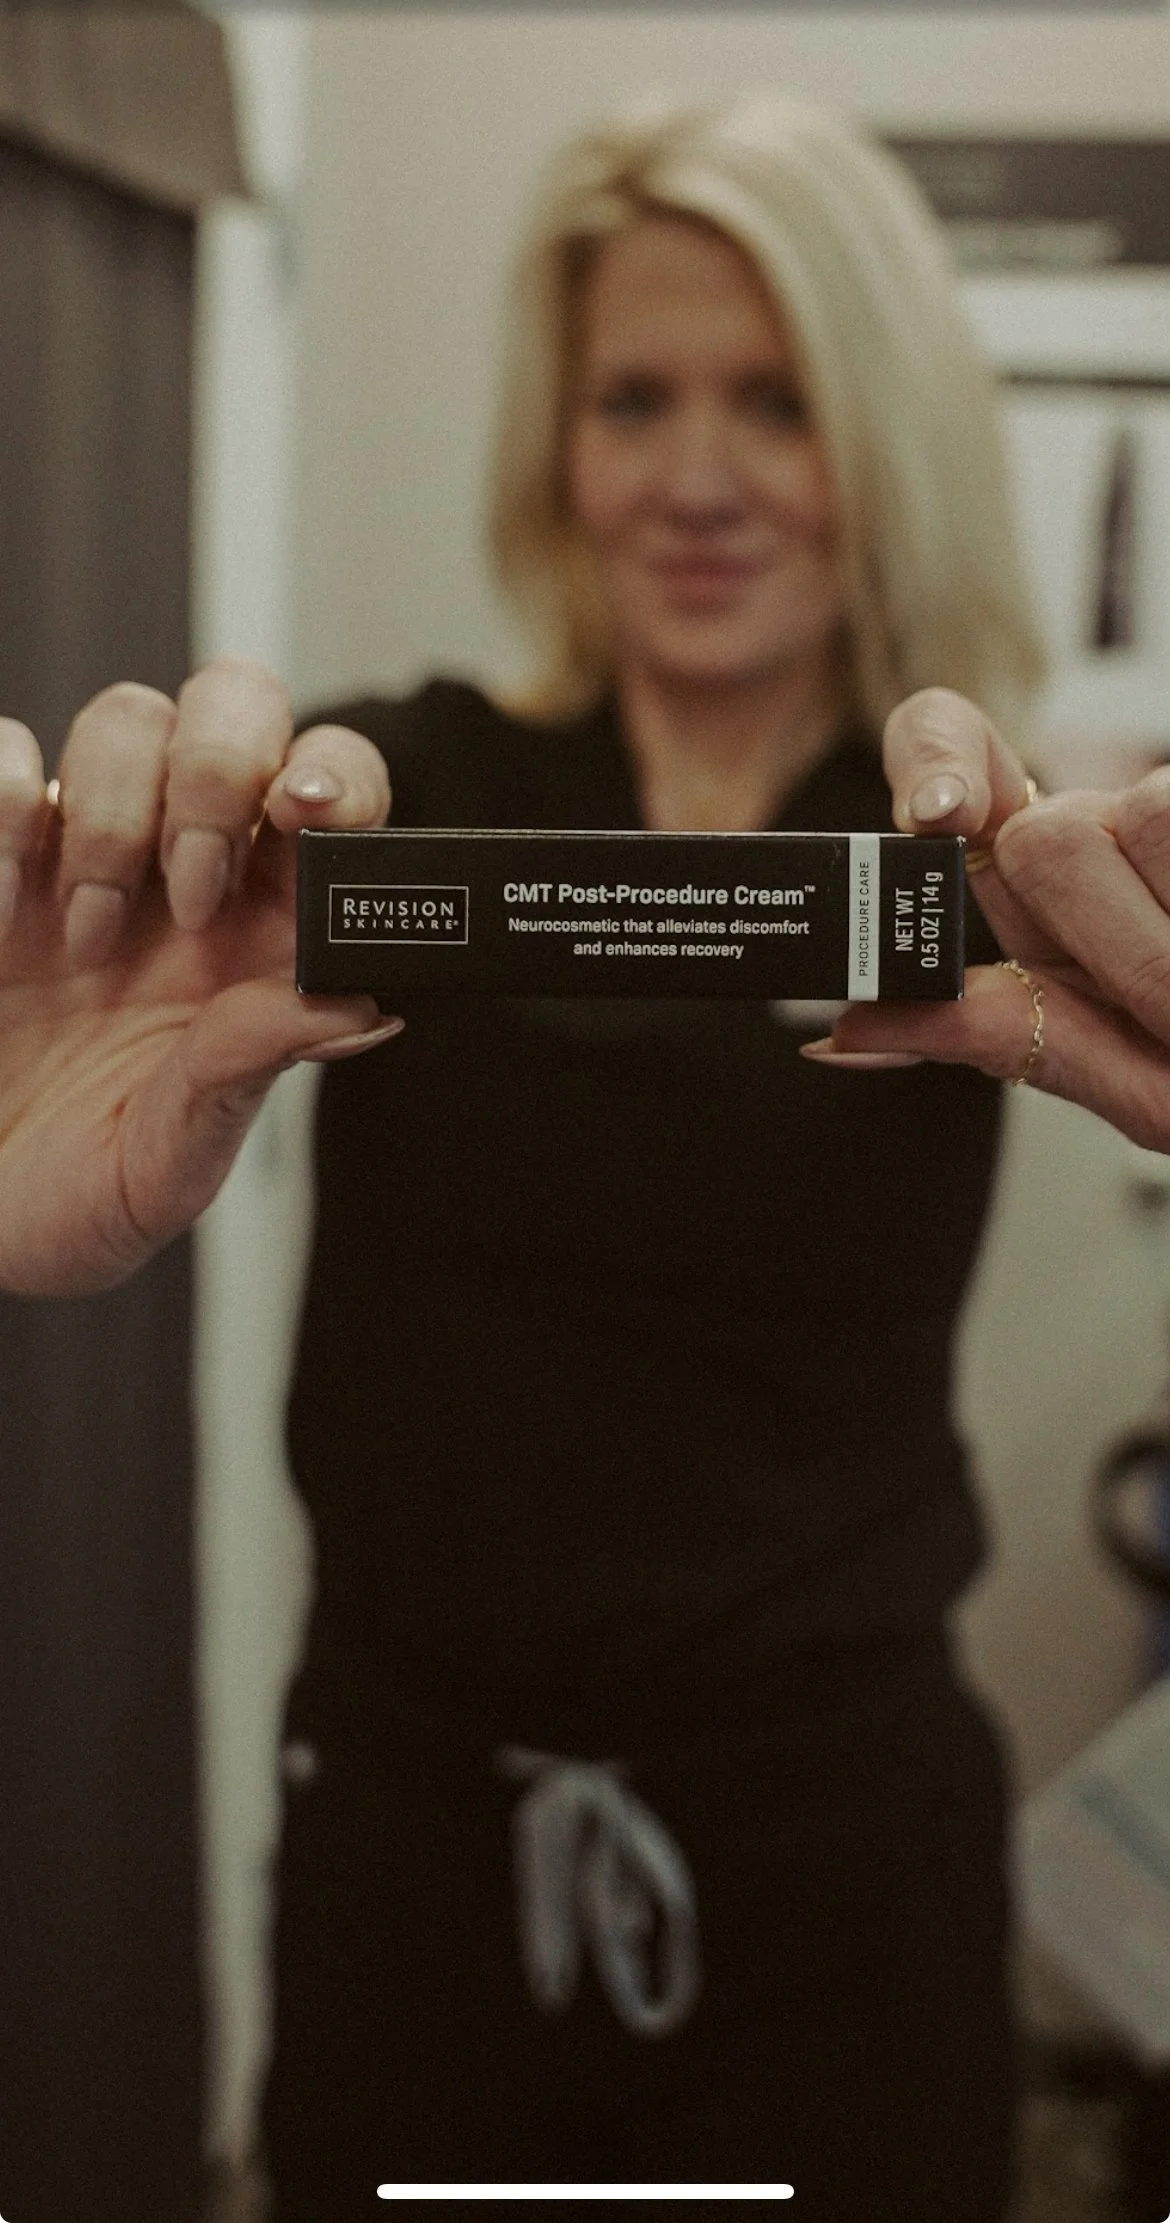 REVISION
SKINCARE®
CMT Post-Procedure Cream™
Neurocosmetic that alleviates discomfort
and enhances recovery
PROCEDURE CARE
NET WT
0.5 OZ | 14 g